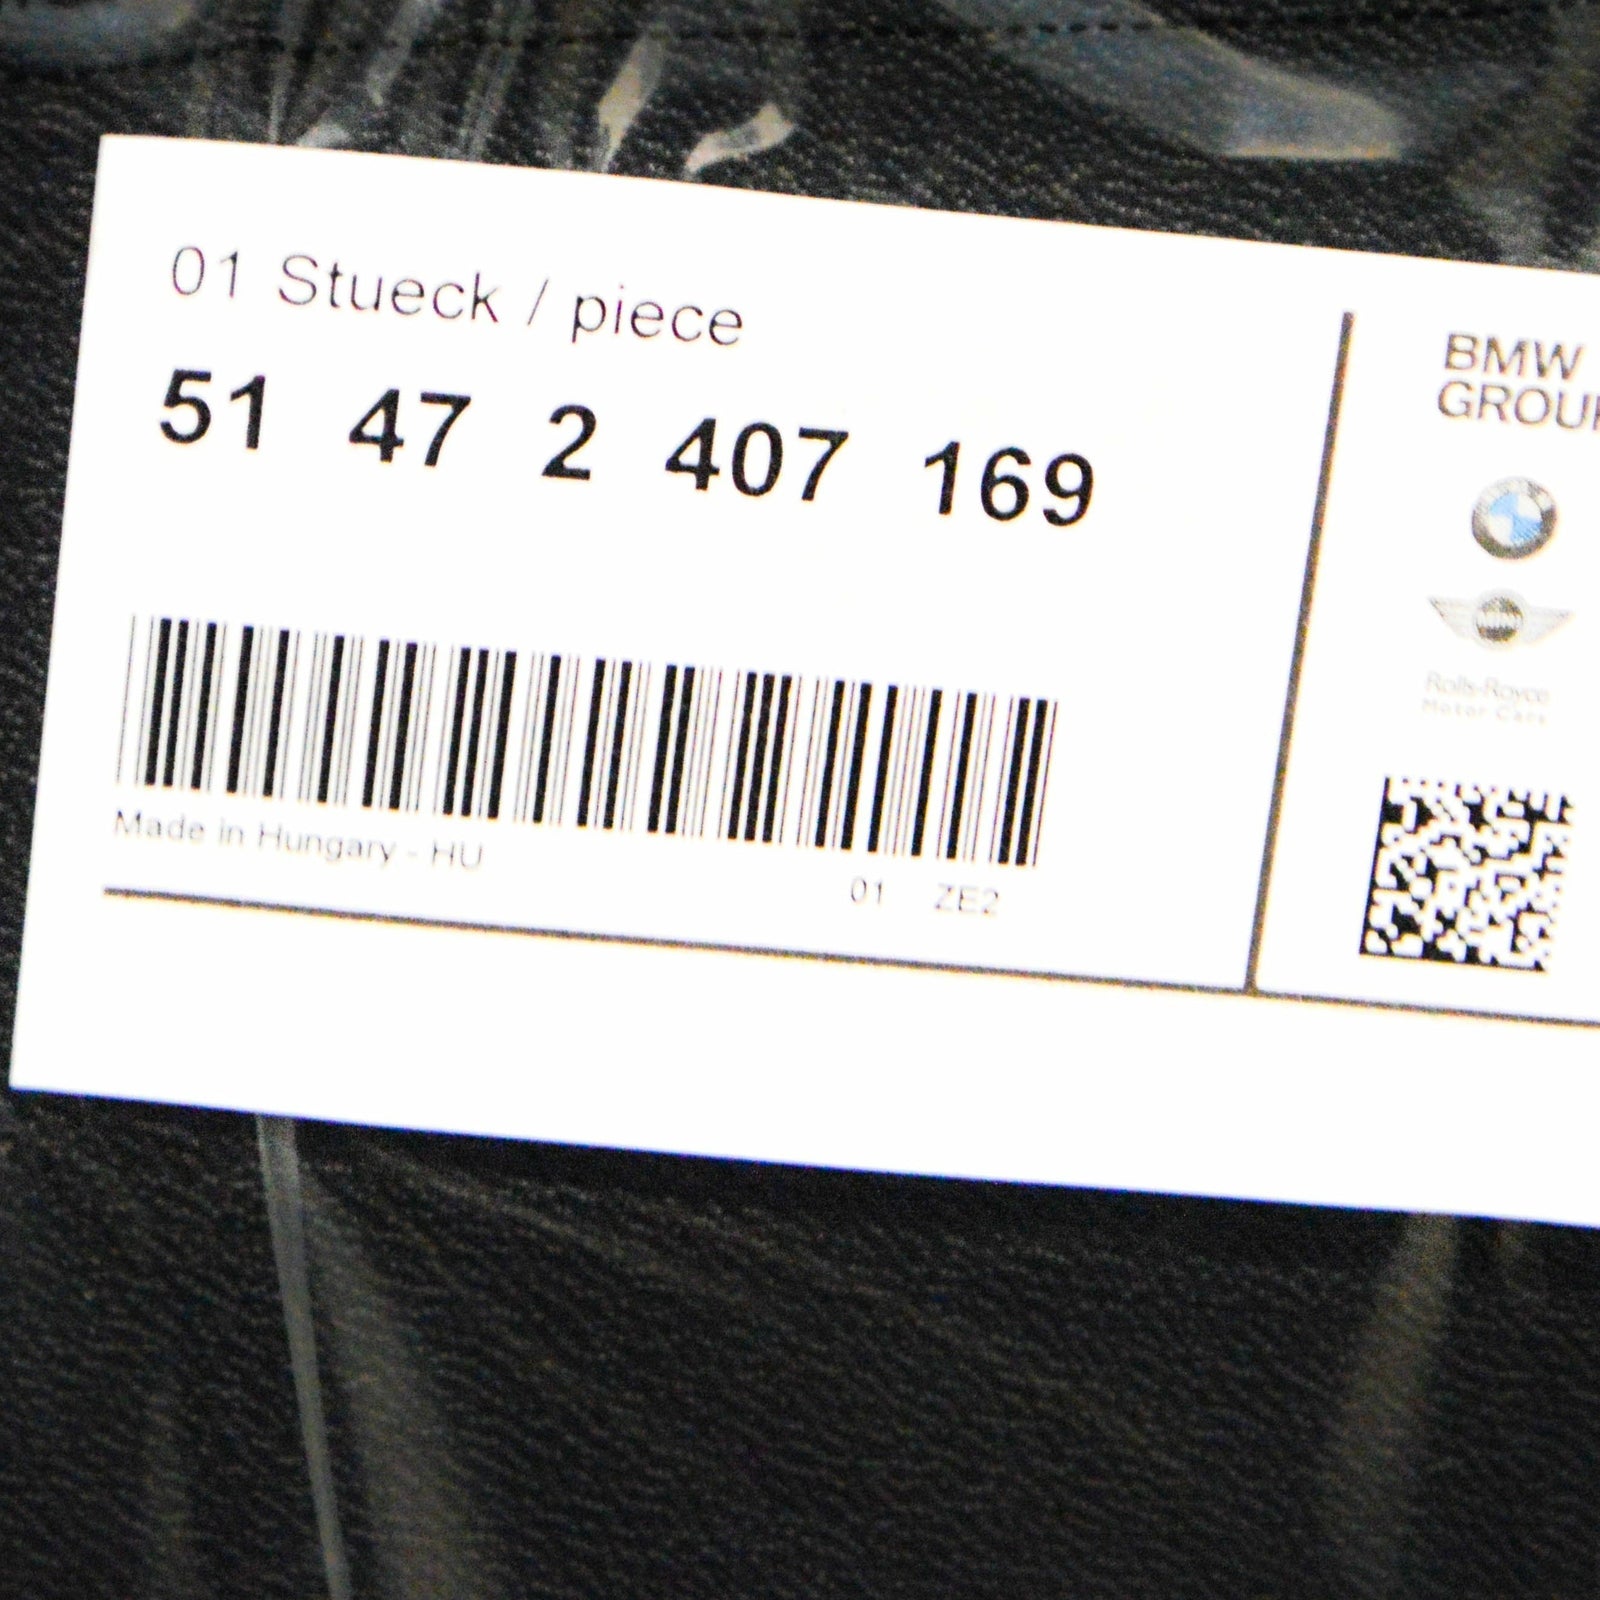 01 Stueck / piece
51 47 2 407 169
Made in Hungary - HU
01 ZE2
BMW
GROUP
MINI
Rolls-Royce
Motor Cars